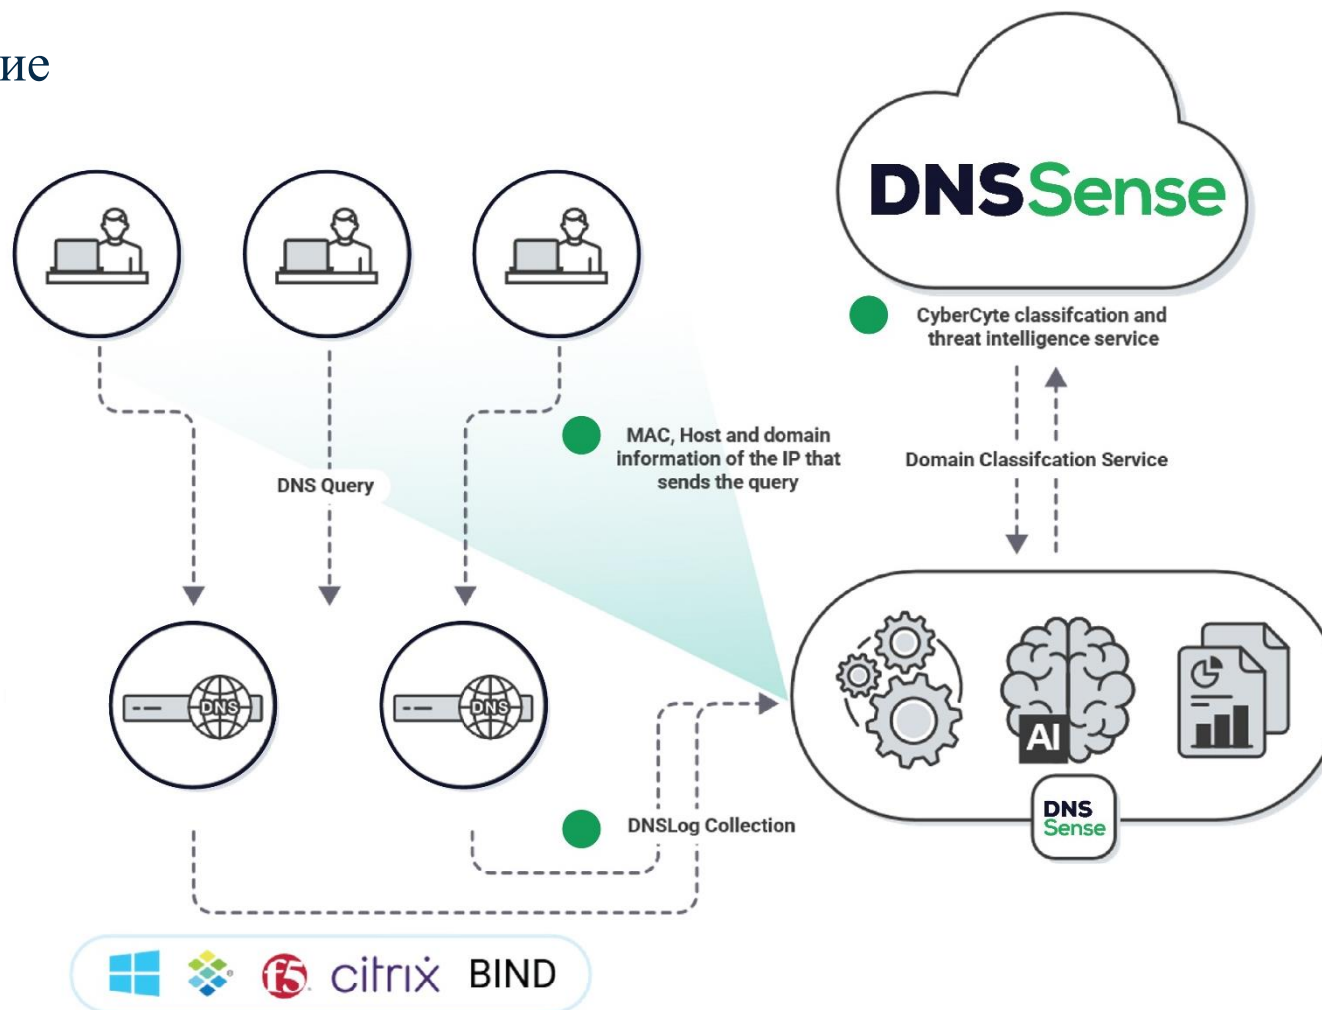 ие
DNSSense
CyberCyte classifcation and
threat intelligence service
MAC, Host and domain
information of the IP that
sends the query
Domain Classifcation Service
DNS Query
DNS
DNS
AI
DNS
Sense
DNSLog Collection
f5
citrix
BIND